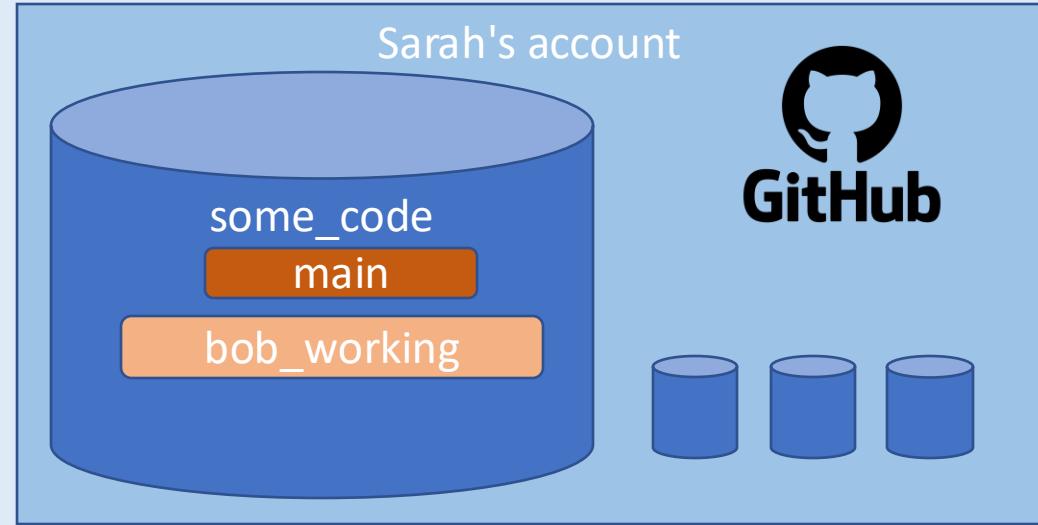 Sarah's account
GitHub
some_code
main
bob_working